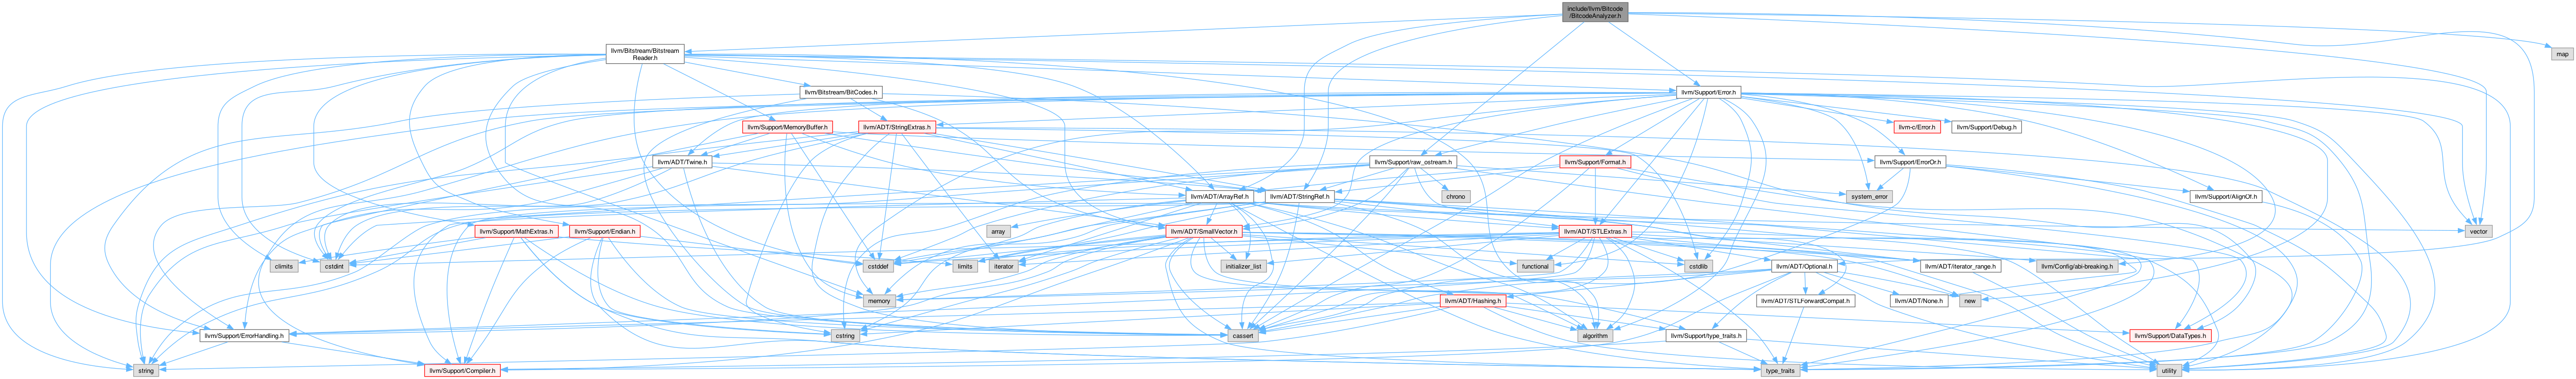 include/llvm/Bitcode
/BitcodeAnalyzer.h
llvm/Bitstream/Bitstream
Reader.h
map
llvm/Bitstream/BitCodes.h
llvm/Support/Error.h
llvm/Support/MemoryBuffer.h
llvm/ADT/StringExtras.h
llvm-c/Error.h
llvm/Support/Debug.h
llvm/ADT/Twine.h
llvm/Support/raw_ostream.h
llvm/Support/Format.h
llvm/Support/ErrorOr.h
chrono
llvm/ADT/ArrayRef.h
llvm/ADT/StringRef.h
system_error
llvm/Support/AlignOf.h
llvm/Support/MathExtras.h
llvm/Support/Endian.h
array
llvm/ADT/SmallVector.h
llvm/ADT/STLExtras.h
vector
climits
cstdint
cstddef
limits
iterator
initializer_list
functional
cstdlib
llvm/ADT/Optional.h
llvm/ADT/iterator_range.h
llvm/Config/abi-breaking.h
memory
llvm/ADT/Hashing.h
llvm/ADT/STLForwardCompat.h
llvm/ADT/None.h
new
llvm/Support/ErrorHandling.h
cstring
cassert
algorithm
llvm/Support/type_traits.h
llvm/Support/DataTypes.h
string
llvm/Support/Compiler.h
type_traits
utility